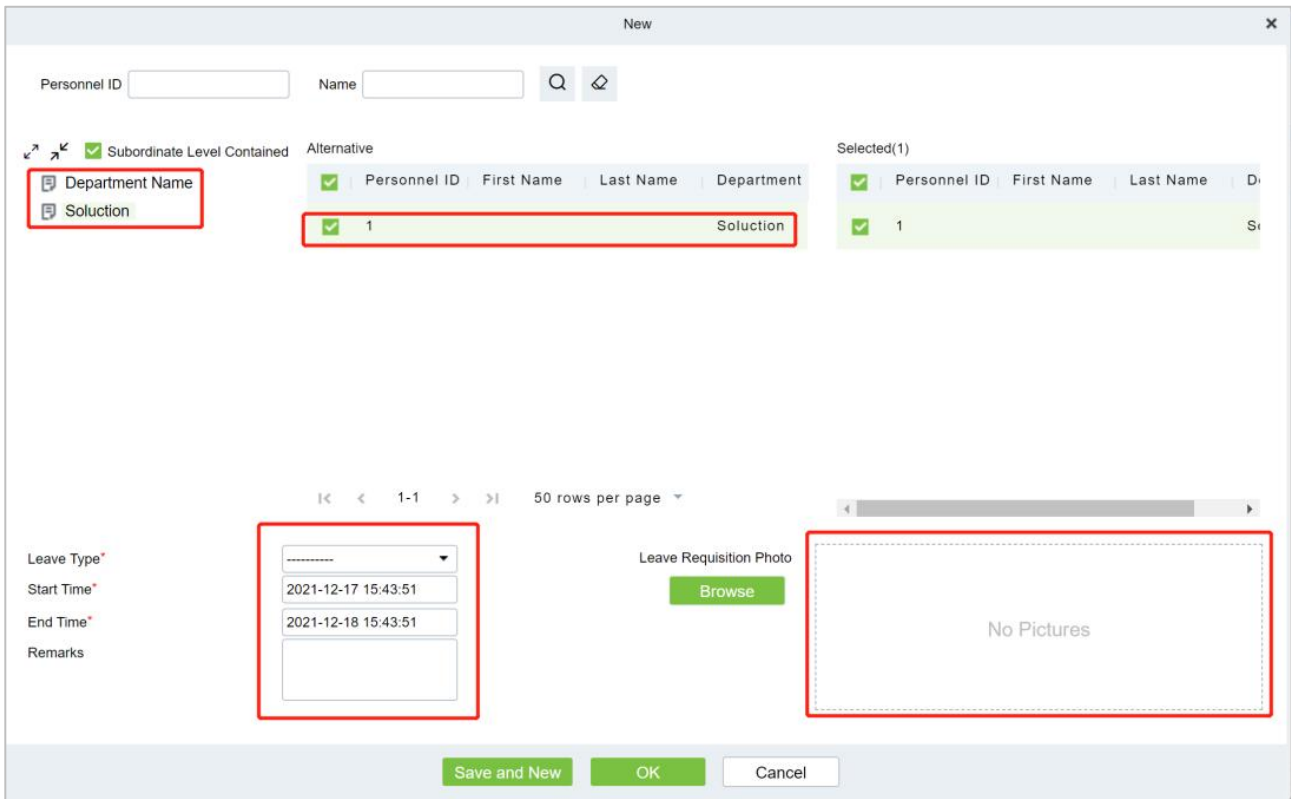 New
Personnel ID
Name
Subordinate Level Contained
Department Name
Soluction
Alternative
Personnel ID First Name Last Name Department
1 Soluction
Selected(1)
Personnel ID First Name Last Name D
1 S
1-1 50 rows per page
Leave Type* ----------
Start Time* 2021-12-17 15:43:51
End Time* 2021-12-18 15:43:51
Remarks
Leave Requisition Photo
Browse
No Pictures
Save and New OK Cancel